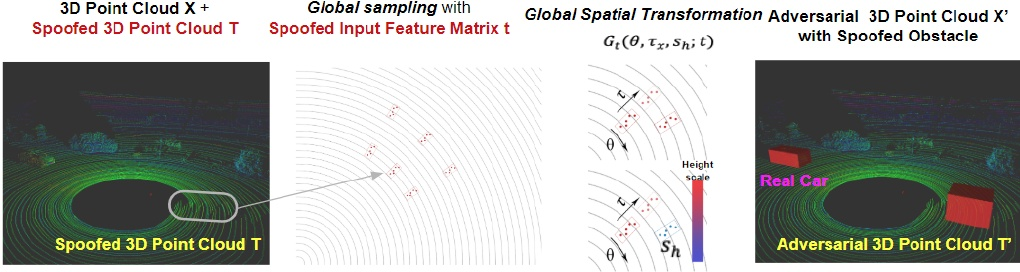 3D Point Cloud X +
Spoofed 3D Point Cloud T
Spoofed 3D Point Cloud T
Global sampling with
Spoofed Input Feature Matrix t
Global Spatial Transformation
G_t(θ, τ_x, s_h; t)
τ
θ
Height
scale
τ
θ
S_h
Adversarial 3D Point Cloud X'
with Spoofed Obstacle
Real Car
Adversarial 3D Point Cloud T'